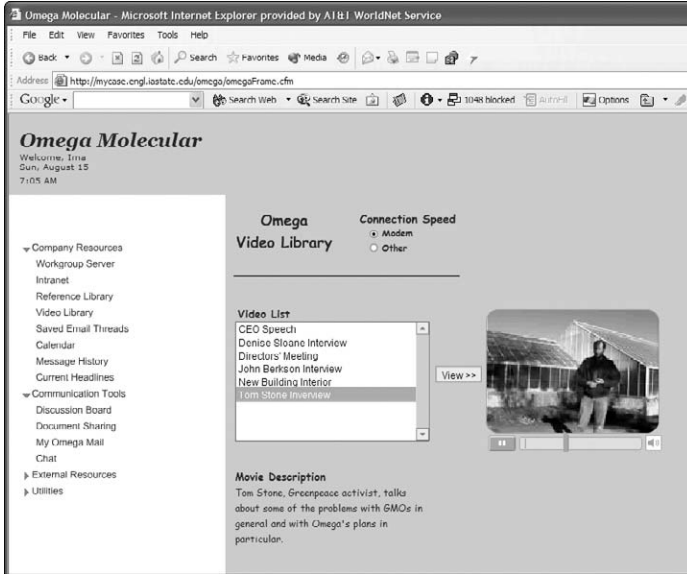 Omega Molecular - Microsoft Internet Explorer provided by AT&T WorldNet Service
File Edit View Favorites Tools Help
Back Search Favorites Media
Address http://mycase.engl.iastate.edu/omega/omegaFrame.cfm
Google Search Web Search Site 1048 blocked AutoFill Options
Omega Molecular
Welcome, Irna
Sun, August 15
7:05 AM
Omega
Video Library
Connection Speed
Modem
Other
Company Resources
Workgroup Server
Intranet
Reference Library
Video Library
Saved Email Threads
Calendar
Message History
Current Headlines
Communication Tools
Discussion Board
Document Sharing
My Omega Mail
Chat
External Resources
Utilities
Video List
CEO Speech
Denise Sloane Interview
Directors' Meeting
John Berkson Interview
New Building Interior
Tom Stone Inverview
View >>
Movie Description
Tom Stone, Greenpeace activist, talks
about some of the problems with GMOs in
general and with Omega's plans in
particular.